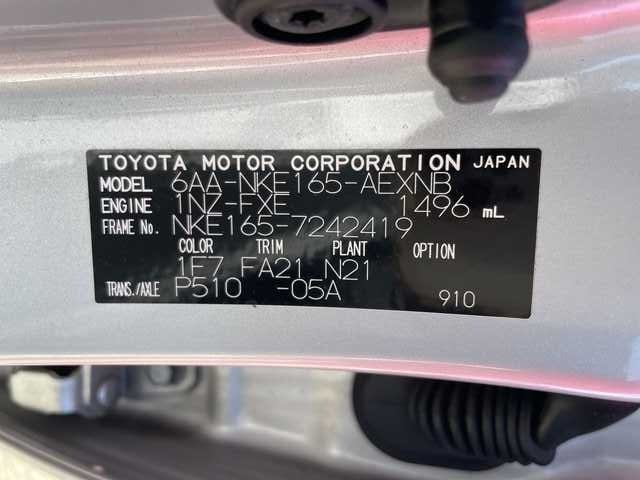 TOYOTA MOTOR CORPORATION JAPAN
MODEL 6AA-NKE165-AEXNB
ENGINE 1NZ-FXE 1496 mL
FRAME No. NKE165-7242419
COLOR TRIM PLANT OPTION
1F7 FA21 N21
TRANS./AXLE P510 -05A 910